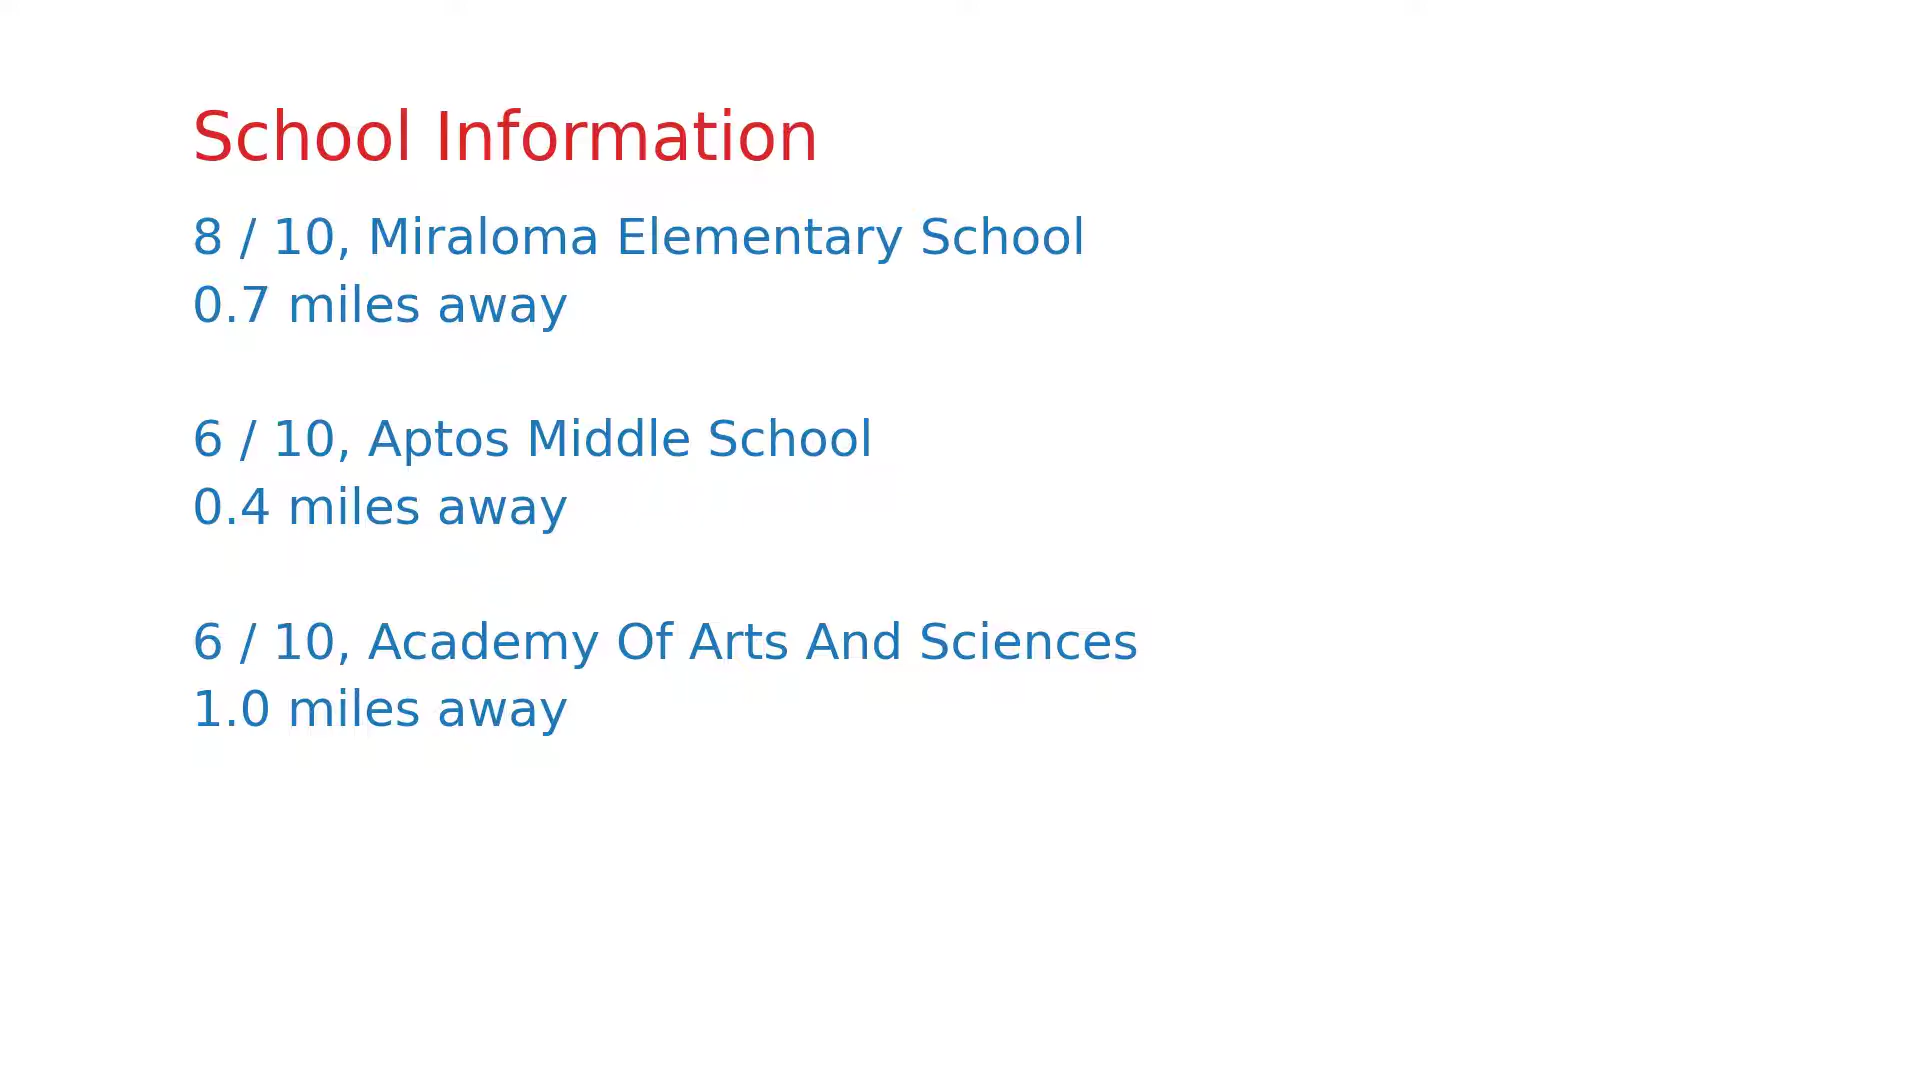 School Information
8 / 10, Miraloma Elementary School
0.7 miles away
6 / 10, Aptos Middle School
0.4 miles away
6 / 10, Academy Of Arts And Sciences
1.0 miles away